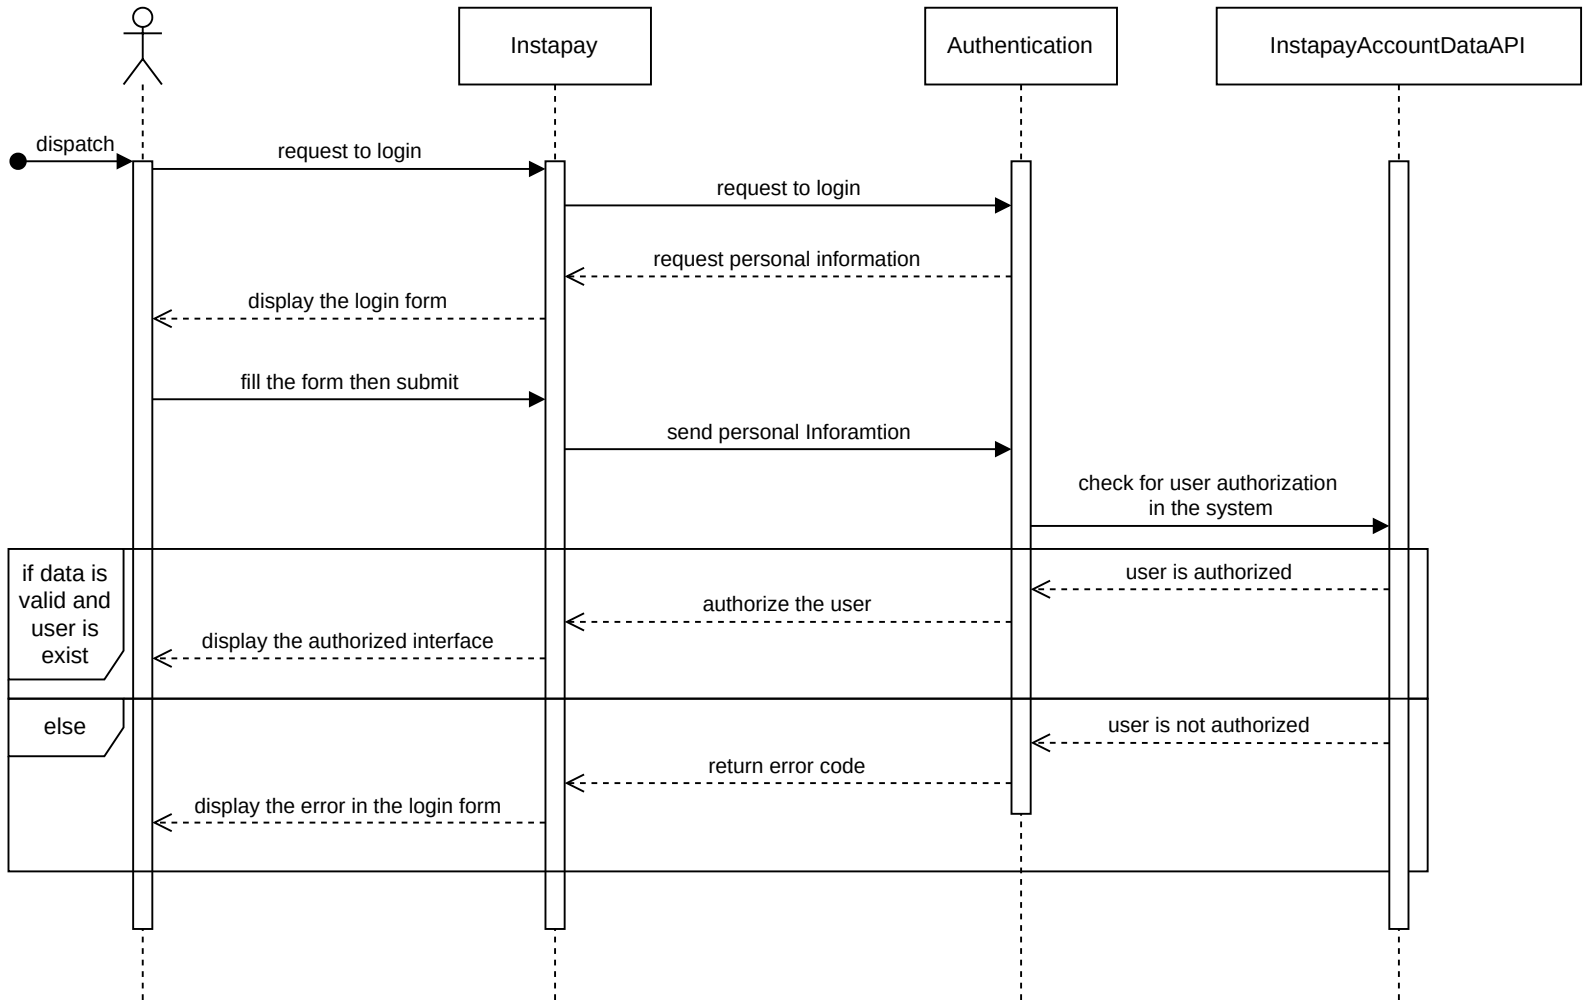 Instapay
Authentication
InstapayAccountDataAPI
dispatch
request to login
request to login
request personal information
display the login form
fill the form then submit
send personal Inforamtion
check for user authorization
in the system
if data is
valid and
user is
exist
user is authorized
authorize the user
display the authorized interface
else
user is not authorized
return error code
display the error in the login form